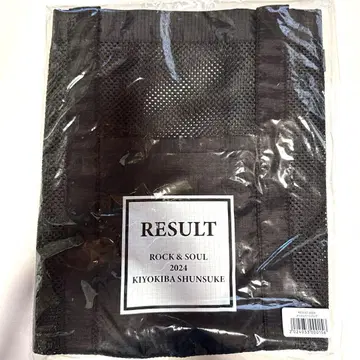 RESULT
ROCK & SOUL
2024
KIYOKIBA SHUNSUKE